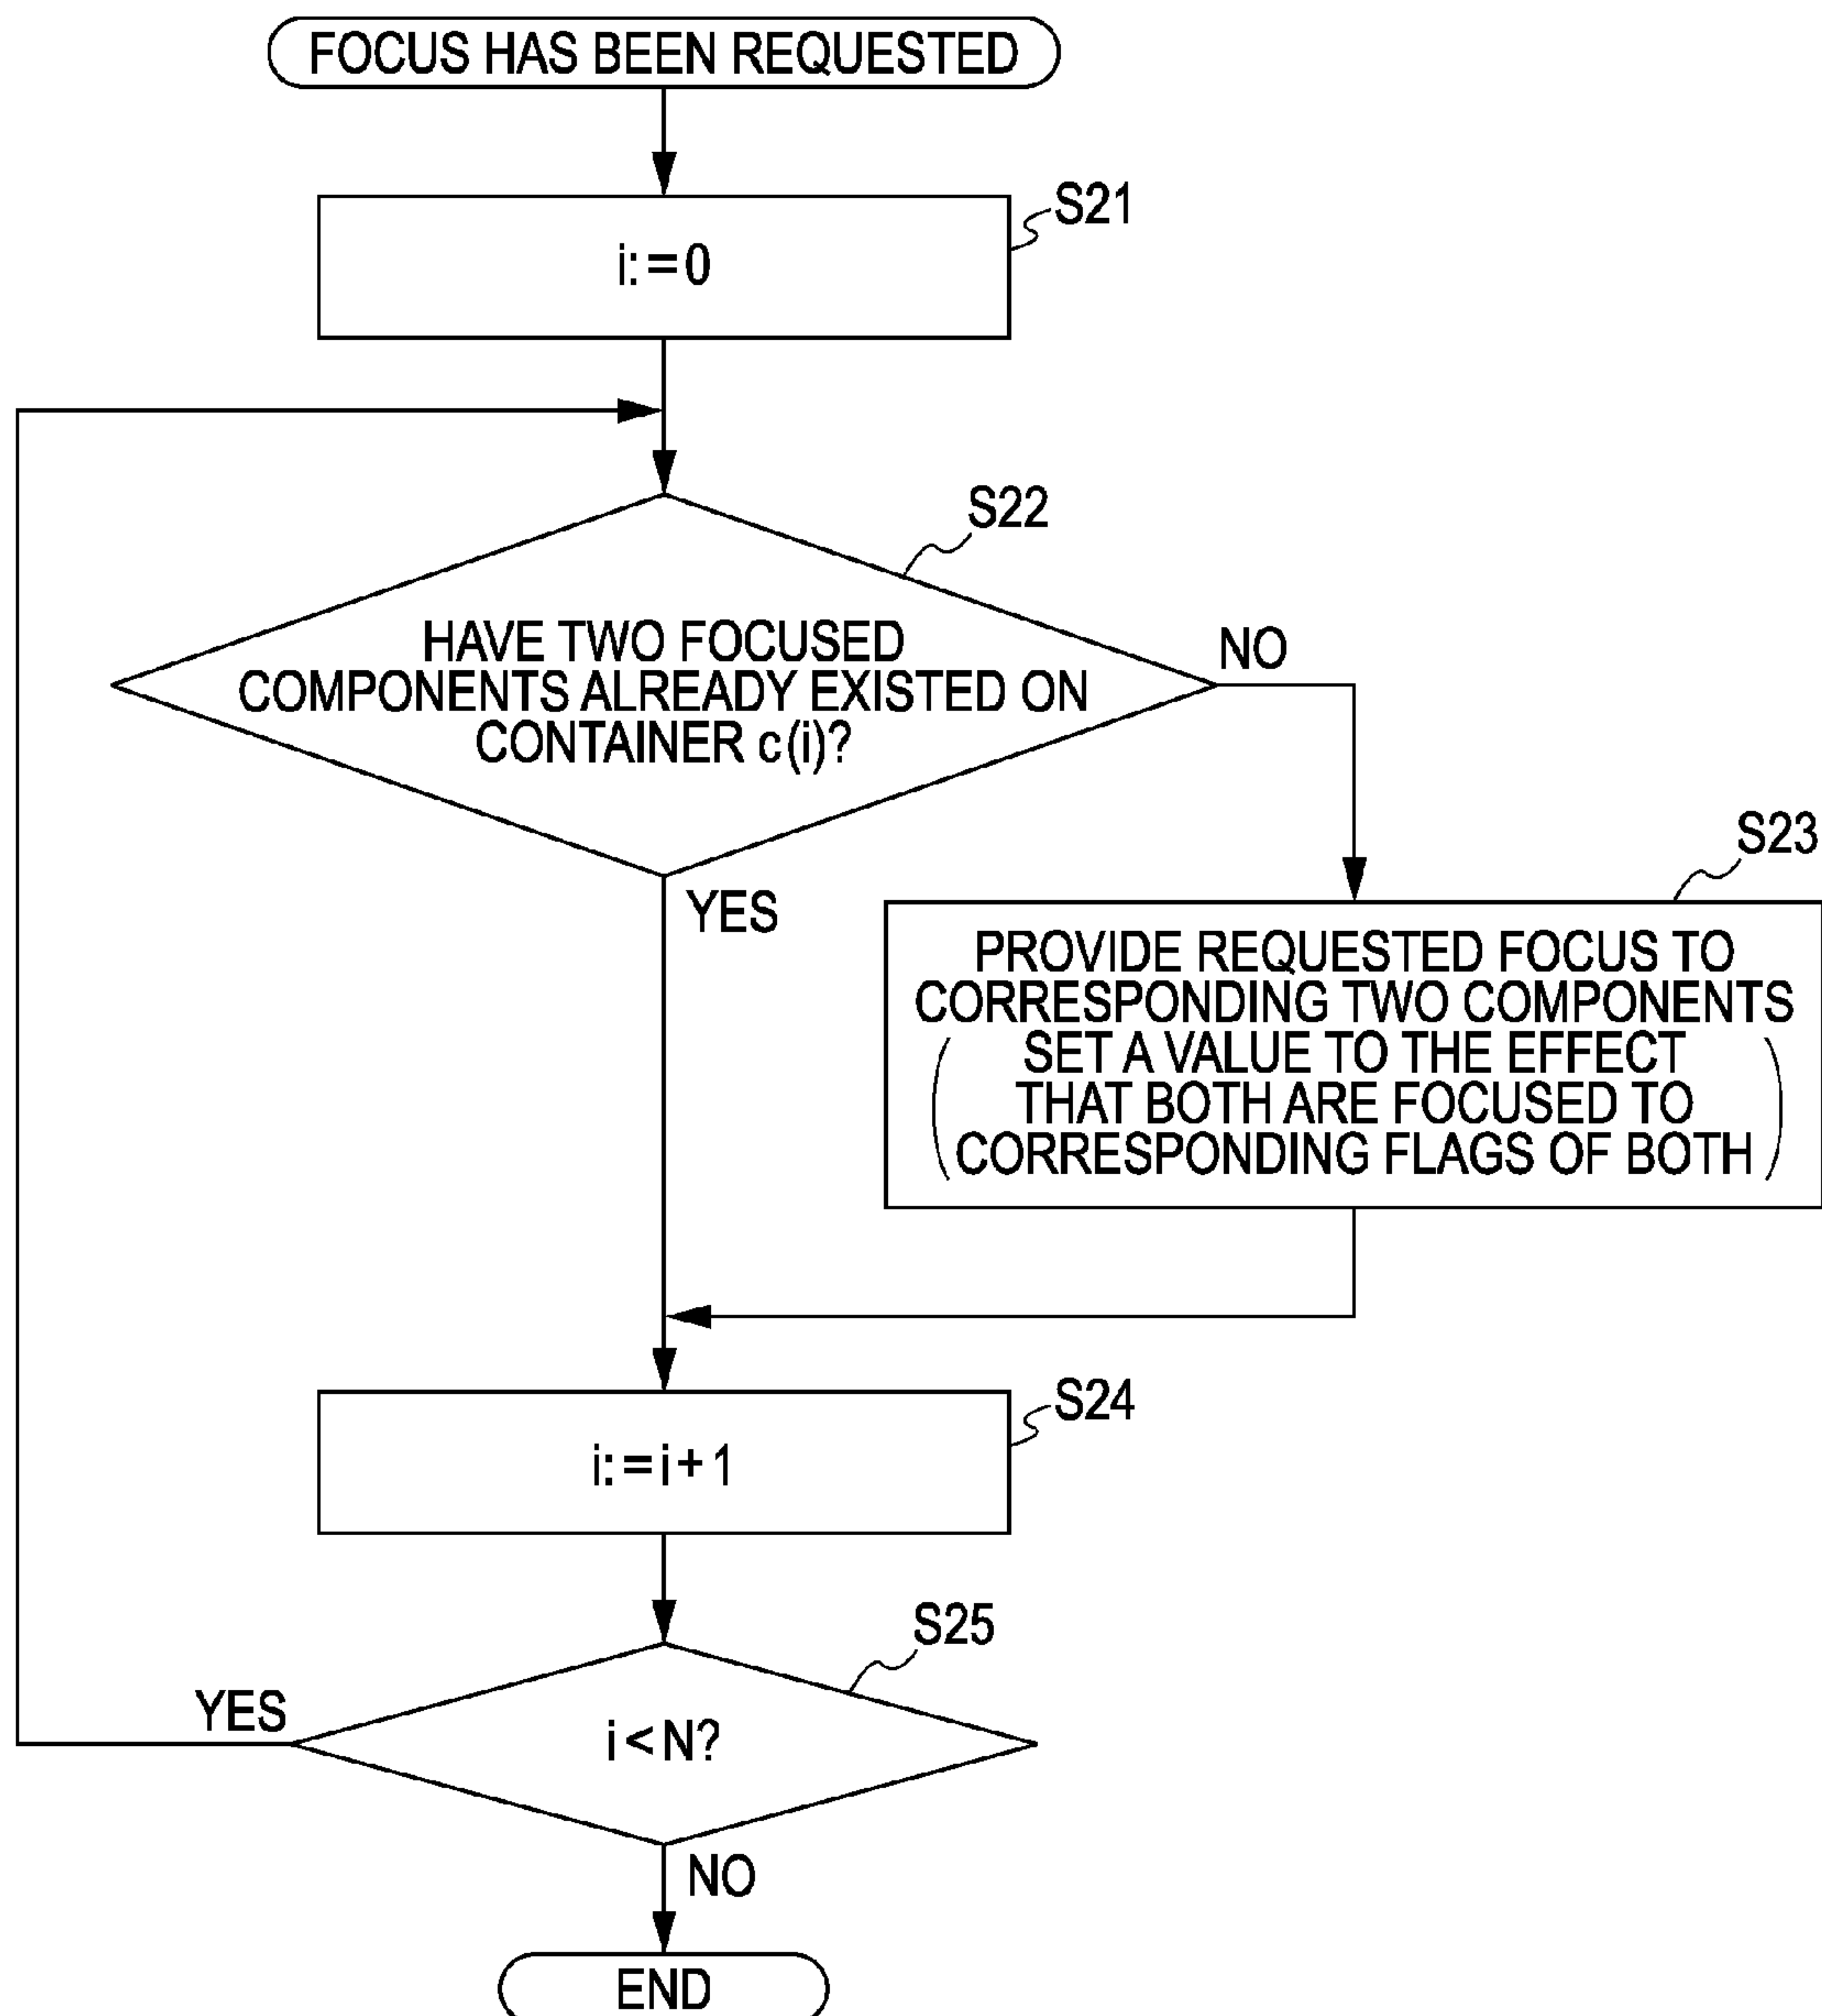 FOCUS HAS BEEN REQUESTED
S21
i:=0
S22
HAVE TWO FOCUSED
COMPONENTS ALREADY EXISTED ON
CONTAINER c(i)?
NO
YES
S23
PROVIDE REQUESTED FOCUS TO
CORRESPONDING TWO COMPONENTS
(SET A VALUE TO THE EFFECT
THAT BOTH ARE FOCUSED TO
CORRESPONDING FLAGS OF BOTH)
S24
i:=i+1
S25
YES
i<N?
NO
END